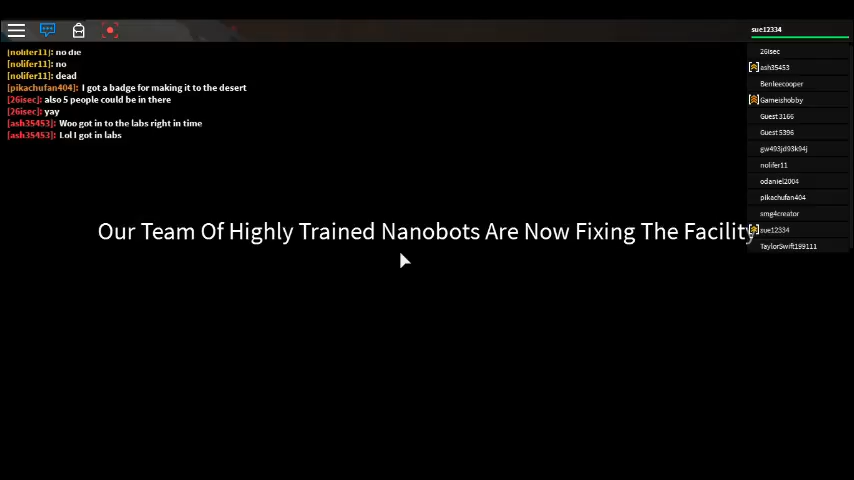 sue12334
[nolifer11]: no die
[nolifer11]: no
[nolifer11]: dead
[pikachufan404]: I got a badge for making it to the desert
[26isec]: also 5 people could be in there
[26isec]: yay
[ash35453]: Woo got in to the labs right in time
[ash35453]: Lol I got in labs
26isec
ash35453
Benleecooper
Gameishobby
Guest 3166
Guest 5396
gw493jd93k94j
nolifer11
odaniel2004
pikachufan404
smg4creator
sue12334
TaylorSwift199111
Our Team Of Highly Trained Nanobots Are Now Fixing The Facility